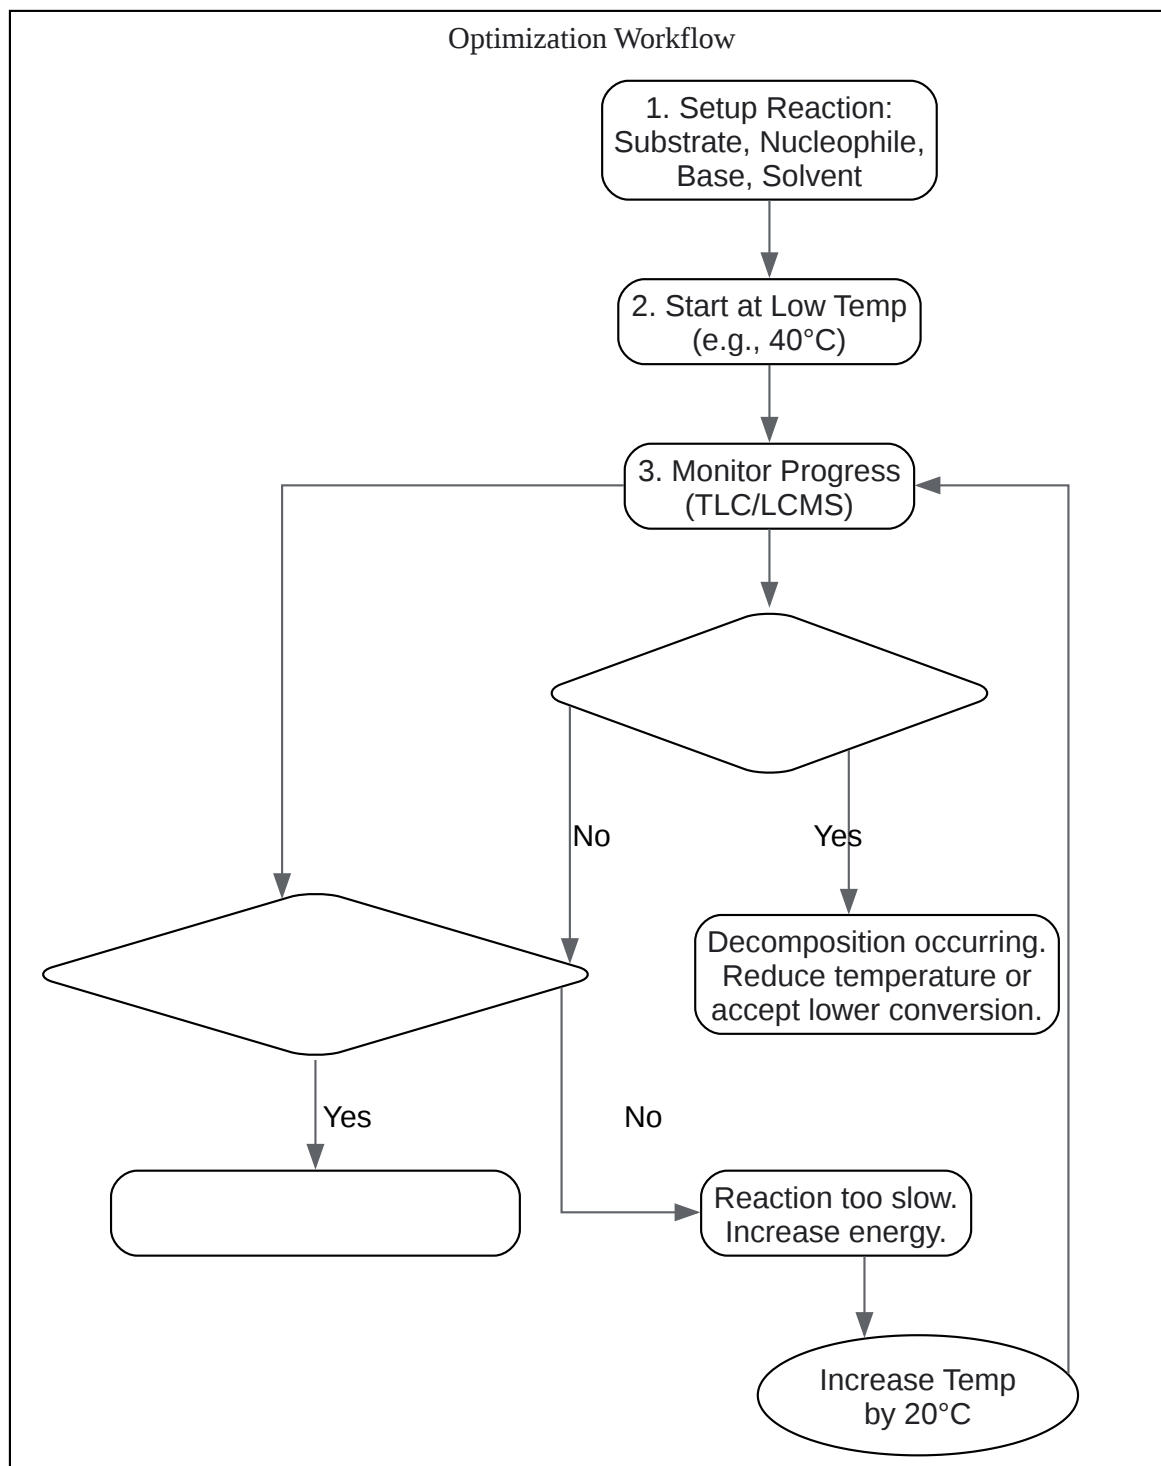 Optimization Workflow
1. Setup Reaction:
Substrate, Nucleophile,
Base, Solvent
2. Start at Low Temp
(e.g., 40°C)
3. Monitor Progress
(TLC/LCMS)
No
Yes
Decomposition occurring.
Reduce temperature or
accept lower conversion.
Yes
No
Reaction too slow.
Increase energy.
Increase Temp
by 20°C